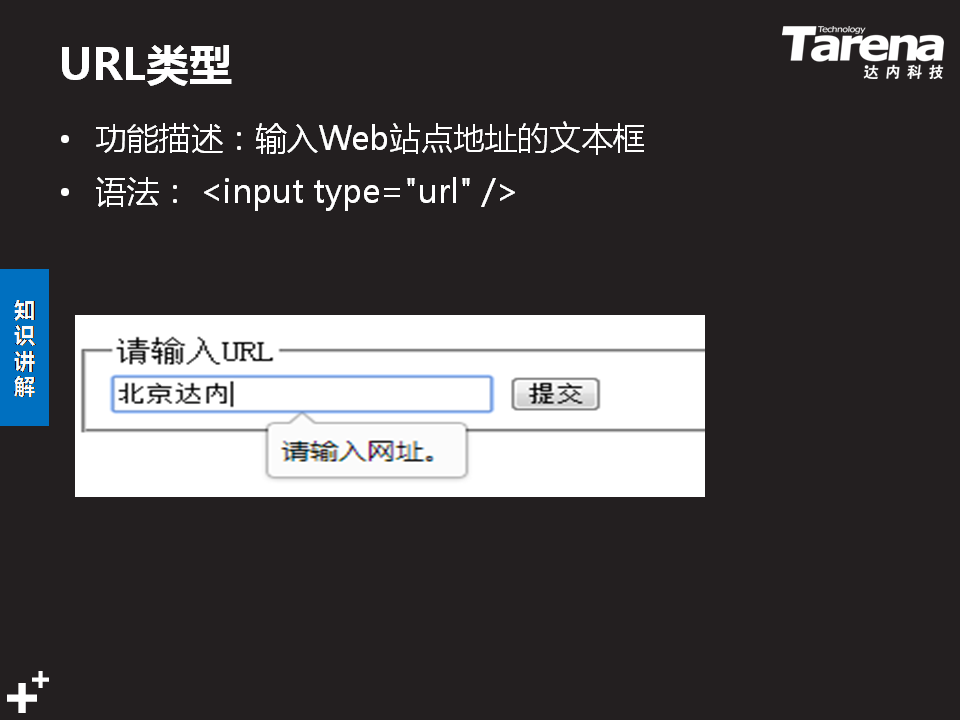 Technology
Tarena
达内科技
URL类型
• 功能描述：输入Web站点地址的文本框
• 语法： <input type="url" />
知识讲解
请输入URL
北京达内
提交
请输入网址。